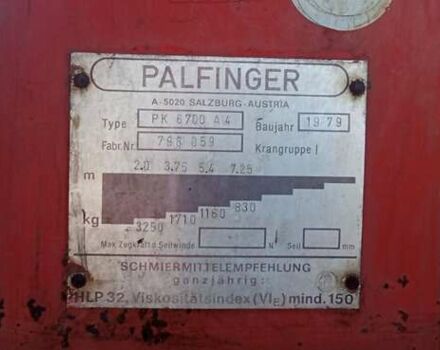 PALFINGER
A-5020 SALZBURG-AUSTRIA
Type PK 6700 A4 Baujahr 1979
Fabr.Nr. 798 059 Krangruppe I
2.0 3.75 5.4 7.25
m
kg 3250 1710 1160 830
Max Zugkraft d Seilwinde N Seil mm
SCHMIERMITTELEMPFEHLUNG
ganzjährig:
HLP 32, Viskositätsindex (VIE) mind. 150